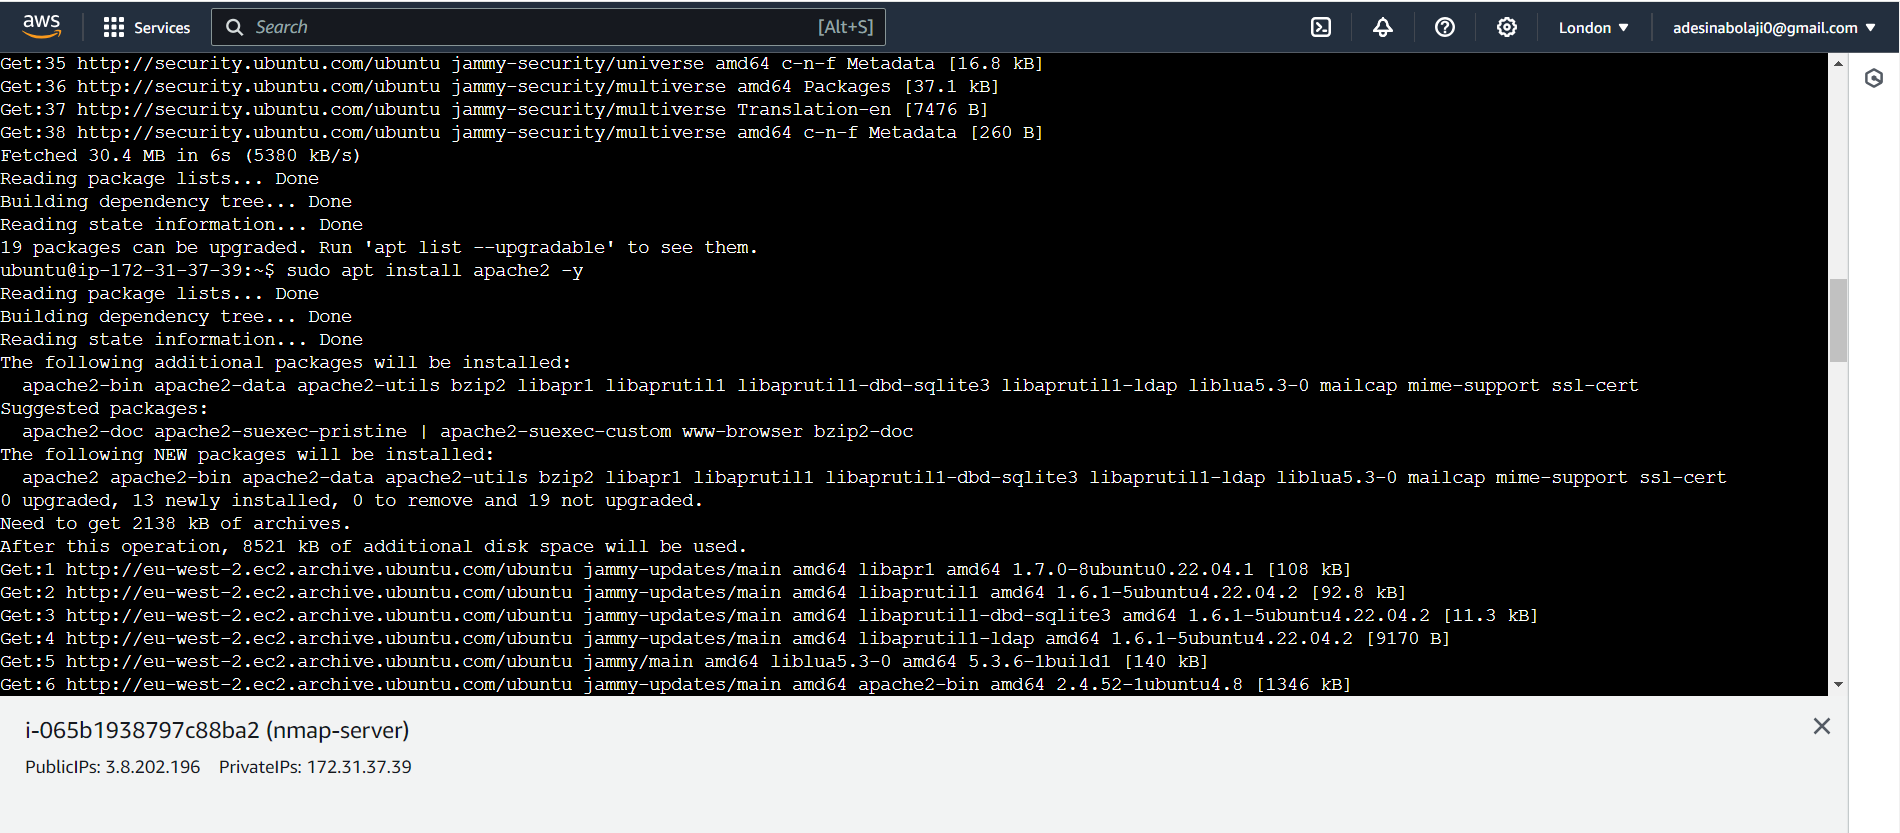 aws Services Search [Alt+S] London adesinabolaji0@gmail.com
Get:35 http://security.ubuntu.com/ubuntu jammy-security/universe amd64 c-n-f Metadata [16.8 kB]
Get:36 http://security.ubuntu.com/ubuntu jammy-security/multiverse amd64 Packages [37.1 kB]
Get:37 http://security.ubuntu.com/ubuntu jammy-security/multiverse Translation-en [7476 B]
Get:38 http://security.ubuntu.com/ubuntu jammy-security/multiverse amd64 c-n-f Metadata [260 B]
Fetched 30.4 MB in 6s (5380 kB/s)
Reading package lists... Done
Building dependency tree... Done
Reading state information... Done
19 packages can be upgraded. Run 'apt list --upgradable' to see them.
ubuntu@ip-172-31-37-39:~$ sudo apt install apache2 -y
Reading package lists... Done
Building dependency tree... Done
Reading state information... Done
The following additional packages will be installed:
  apache2-bin apache2-data apache2-utils bzip2 libapr1 libaprutil1 libaprutil1-dbd-sqlite3 libaprutil1-ldap liblua5.3-0 mailcap mime-support ssl-cert
Suggested packages:
  apache2-doc apache2-suexec-pristine | apache2-suexec-custom www-browser bzip2-doc
The following NEW packages will be installed:
  apache2 apache2-bin apache2-data apache2-utils bzip2 libapr1 libaprutil1 libaprutil1-dbd-sqlite3 libaprutil1-ldap liblua5.3-0 mailcap mime-support ssl-cert
0 upgraded, 13 newly installed, 0 to remove and 19 not upgraded.
Need to get 2138 kB of archives.
After this operation, 8521 kB of additional disk space will be used.
Get:1 http://eu-west-2.ec2.archive.ubuntu.com/ubuntu jammy-updates/main amd64 libapr1 amd64 1.7.0-8ubuntu0.22.04.1 [108 kB]
Get:2 http://eu-west-2.ec2.archive.ubuntu.com/ubuntu jammy-updates/main amd64 libaprutil1 amd64 1.6.1-5ubuntu4.22.04.2 [92.8 kB]
Get:3 http://eu-west-2.ec2.archive.ubuntu.com/ubuntu jammy-updates/main amd64 libaprutil1-dbd-sqlite3 amd64 1.6.1-5ubuntu4.22.04.2 [11.3 kB]
Get:4 http://eu-west-2.ec2.archive.ubuntu.com/ubuntu jammy-updates/main amd64 libaprutil1-ldap amd64 1.6.1-5ubuntu4.22.04.2 [9170 B]
Get:5 http://eu-west-2.ec2.archive.ubuntu.com/ubuntu jammy/main amd64 liblua5.3-0 amd64 5.3.6-1build1 [140 kB]
Get:6 http://eu-west-2.ec2.archive.ubuntu.com/ubuntu jammy-updates/main amd64 apache2-bin amd64 2.4.52-1ubuntu4.8 [1346 kB]
i-065b1938797c88ba2 (nmap-server)
PublicIPs: 3.8.202.196 PrivateIPs: 172.31.37.39